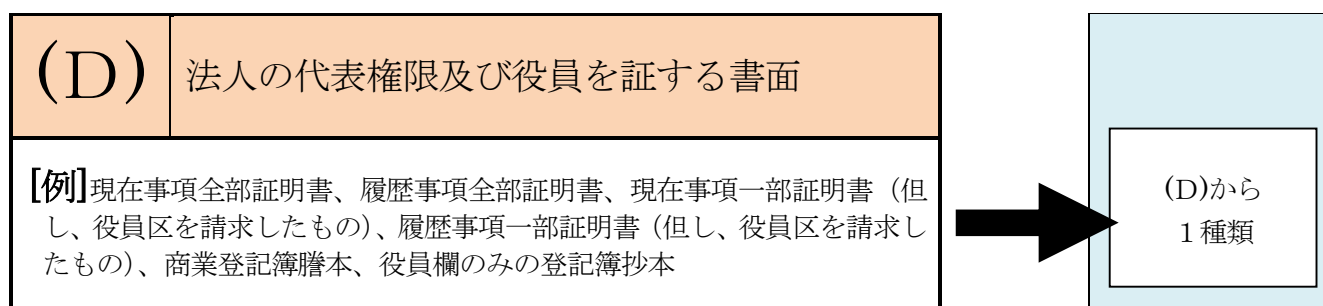 (D) 法人の代表権限及び役員を証する書面
[例]現在事項全部証明書、履歴事項全部証明書、現在事項一部証明書（但
し、役員区を請求したもの）、履歴事項一部証明書（但し、役員区を請求し
たもの）、商業登記簿謄本、役員欄のみの登記簿抄本
(D)から
１種類